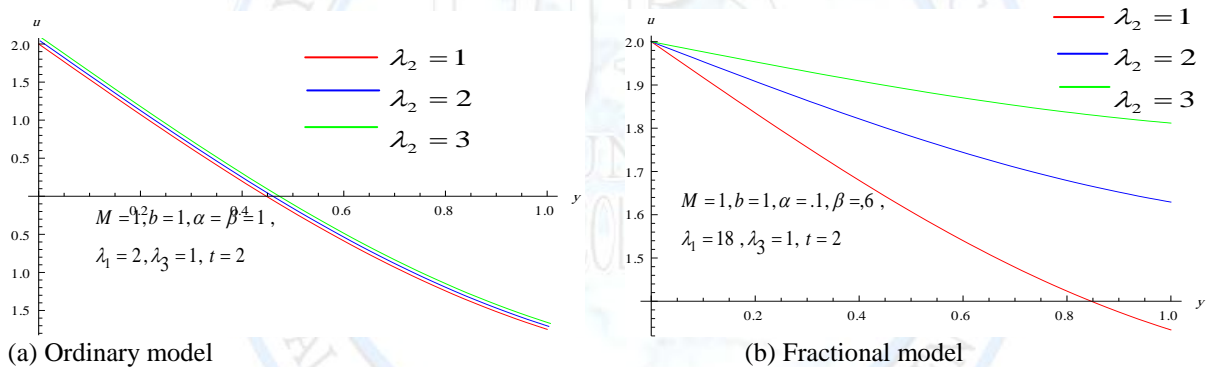 u
2.0
1.5
1.0
0.5
0.2
0.4
0.6
0.8
1.0
y
0.5
1.0
1.5
λ₂ = 1
λ₂ = 2
λ₂ = 3
M = 1, b = 1, α = β = 1 ,
λ₁ = 2, λ₃ = 1, t = 2
(a) Ordinary model
u
2.0
1.9
1.8
1.7
1.6
1.5
0.2
0.4
0.6
0.8
1.0
y
λ₂ = 1
λ₂ = 2
λ₂ = 3
M = 1, b = 1, α = .1, β =,6 ,
λ₁ = 18 , λ₃ = 1, t = 2
(b) Fractional model